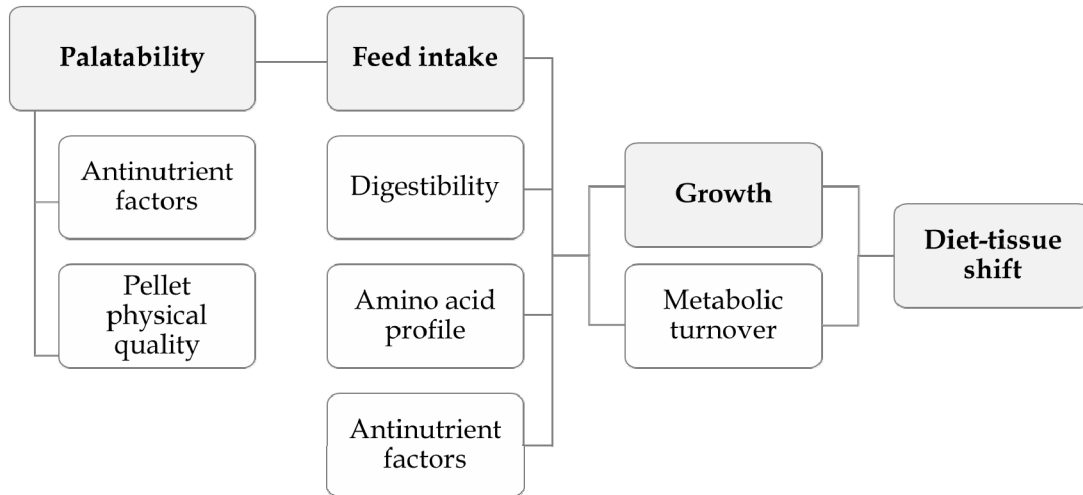 Palatability
Antinutrient
factors
Pellet
physical
quality
Feed intake
Digestibility
Amino acid
profile
Antinutrient
factors
Growth
Metabolic
turnover
Diet-tissue
shift